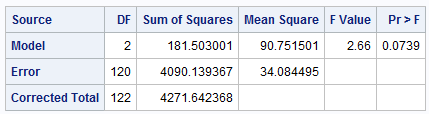 Source DF Sum of Squares Mean Square F Value Pr > F
Model 2 181.503001 90.751501 2.66 0.0739
Error 120 4090.139367 34.084495
Corrected Total 122 4271.642368